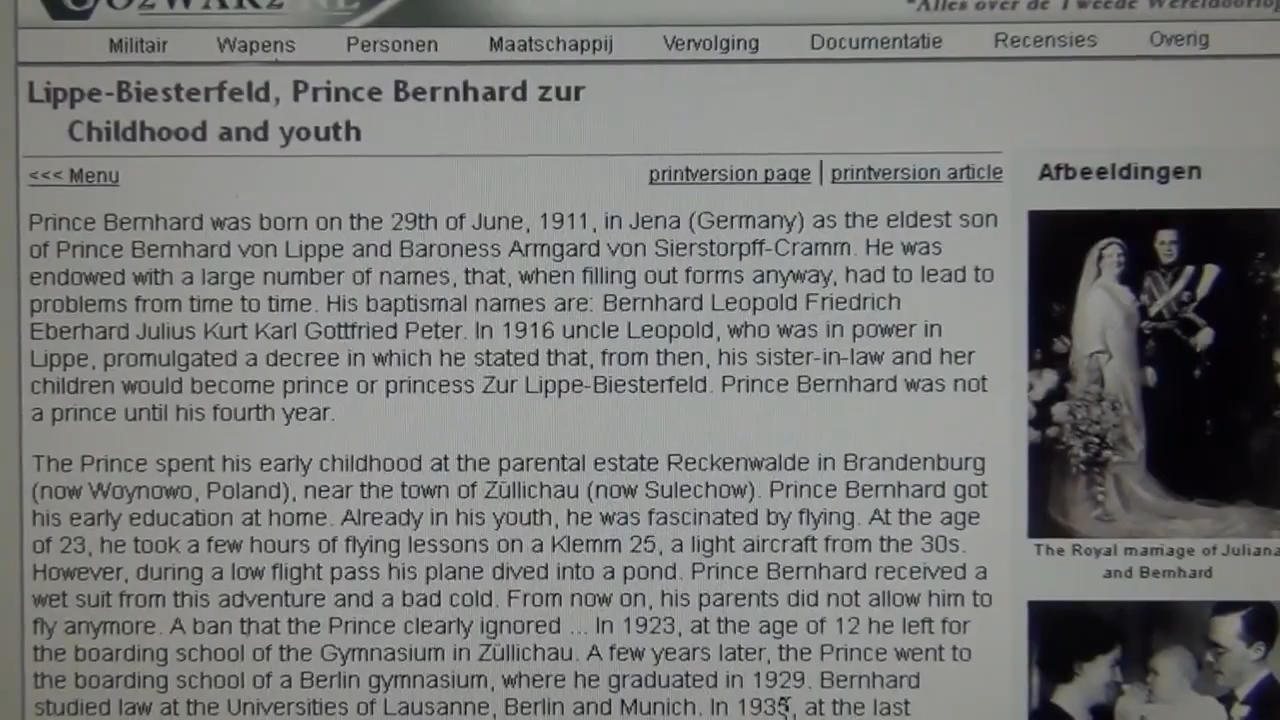 "Alles over de Tweede Wereldoorlog
Militair Wapens Personen Maatschappij Vervolging Documentatie Recensies Overig
Lippe-Biesterfeld, Prince Bernhard zur
Childhood and youth
<<< Menu printversion page | printversion article
Afbeeldingen
Prince Bernhard was born on the 29th of June, 1911, in Jena (Germany) as the eldest son
of Prince Bernhard von Lippe and Baroness Armgard von Sierstorpff-Cramm. He was
endowed with a large number of names, that, when filling out forms anyway, had to lead to
problems from time to time. His baptismal names are: Bernhard Leopold Friedrich
Eberhard Julius Kurt Karl Gottfried Peter. In 1916 uncle Leopold, who was in power in
Lippe, promulgated a decree in which he stated that, from then, his sister-in-law and her
children would become prince or princess Zur Lippe-Biesterfeld. Prince Bernhard was not
a prince until his fourth year.
The Prince spent his early childhood at the parental estate Reckenwalde in Brandenburg
(now Woynowo, Poland), near the town of Züllichau (now Sulechow). Prince Bernhard got
his early education at home. Already in his youth, he was fascinated by flying. At the age
of 23, he took a few hours of flying lessons on a Klemm 25, a light aircraft from the 30s.
However, during a low flight pass his plane dived into a pond. Prince Bernhard received a
wet suit from this adventure and a bad cold. From now on, his parents did not allow him to
fly anymore. A ban that the Prince clearly ignored ... In 1923, at the age of 12 he left for
the boarding school of the Gymnasium in Züllichau. A few years later, the Prince went to
the boarding school of a Berlin gymnasium, where he graduated in 1929. Bernhard
studied law at the Universities of Lausanne, Berlin and Munich. In 1935, at the last
The Royal marriage of Juliana
and Bernhard